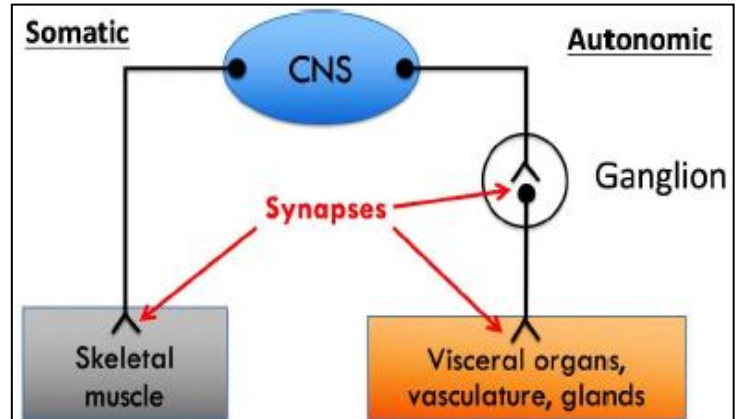 Somatic
CNS
Autonomic
Ganglion
Synapses
Skeletal
muscle
Visceral organs,
vasculature, glands